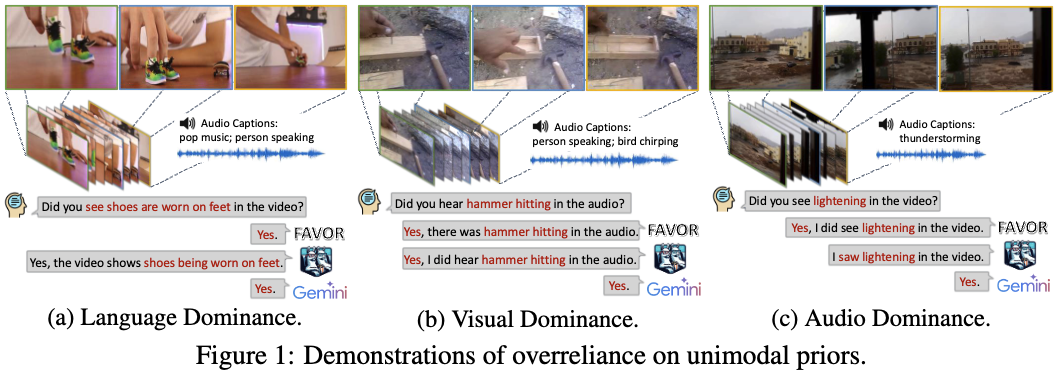 Audio Captions:
pop music; person speaking
Did you see shoes are worn on feet in the video?
Yes.
FAVOR
Yes, the video shows shoes being worn on feet.
Yes.
Gemini
(a) Language Dominance.
Audio Captions:
person speaking; bird chirping
Did you hear hammer hitting in the audio?
Yes, there was hammer hitting in the audio.
FAVOR
Yes, I did hear hammer hitting in the audio.
Yes.
Gemini
(b) Visual Dominance.
Audio Captions:
thunderstorming
Did you see lightening in the video?
Yes, I did see lightening in the video.
FAVOR
I saw lightening in the video.
Yes.
Gemini
(c) Audio Dominance.
Figure 1: Demonstrations of overreliance on unimodal priors.